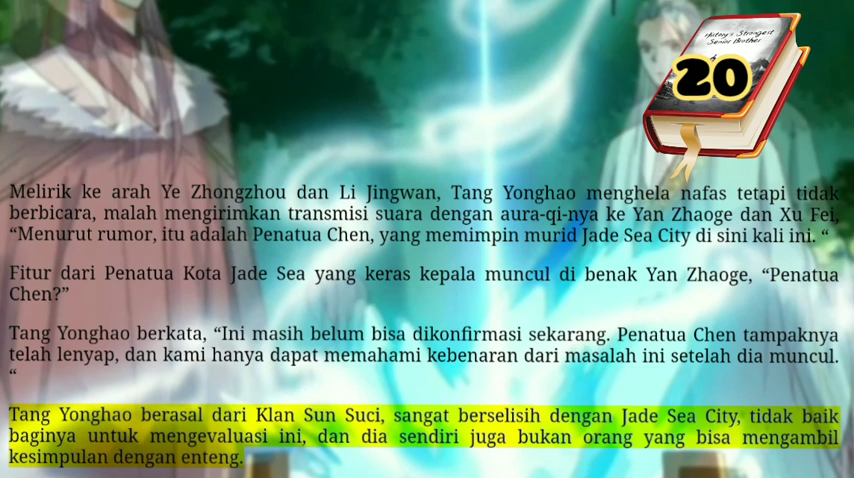 History's Strongest
Senior Brother
20
Melirik ke arah Ye Zhongzhou dan Li Jingwan, Tang Yonghao menghela nafas tetapi tidak
berbicara, malah mengirimkan transmisi suara dengan aura-qi-nya ke Yan Zhaoge dan Xu Fei,
“Menurut rumor, itu adalah Penatua Chen, yang memimpin murid Jade Sea City di sini kali ini. “
Fitur dari Penatua Kota Jade Sea yang keras kepala muncul di benak Yan Zhaoge, “Penatua
Chen?”
Tang Yonghao berkata, “Ini masih belum bisa dikonfirmasi sekarang. Penatua Chen tampaknya
telah lenyap, dan kami hanya dapat memahami kebenaran dari masalah ini setelah dia muncul.
“
Tang Yonghao berasal dari Klan Sun Suci, sangat berselisih dengan Jade Sea City, tidak baik
baginya untuk mengevaluasi ini, dan dia sendiri juga bukan orang yang bisa mengambil
kesimpulan dengan enteng.